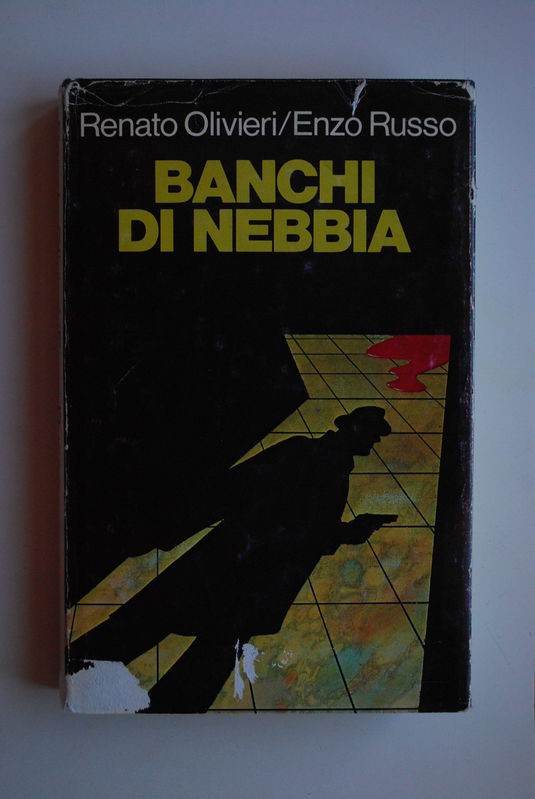 Renato Olivieri/Enzo Russo
BANCHI
DI NEBBIA